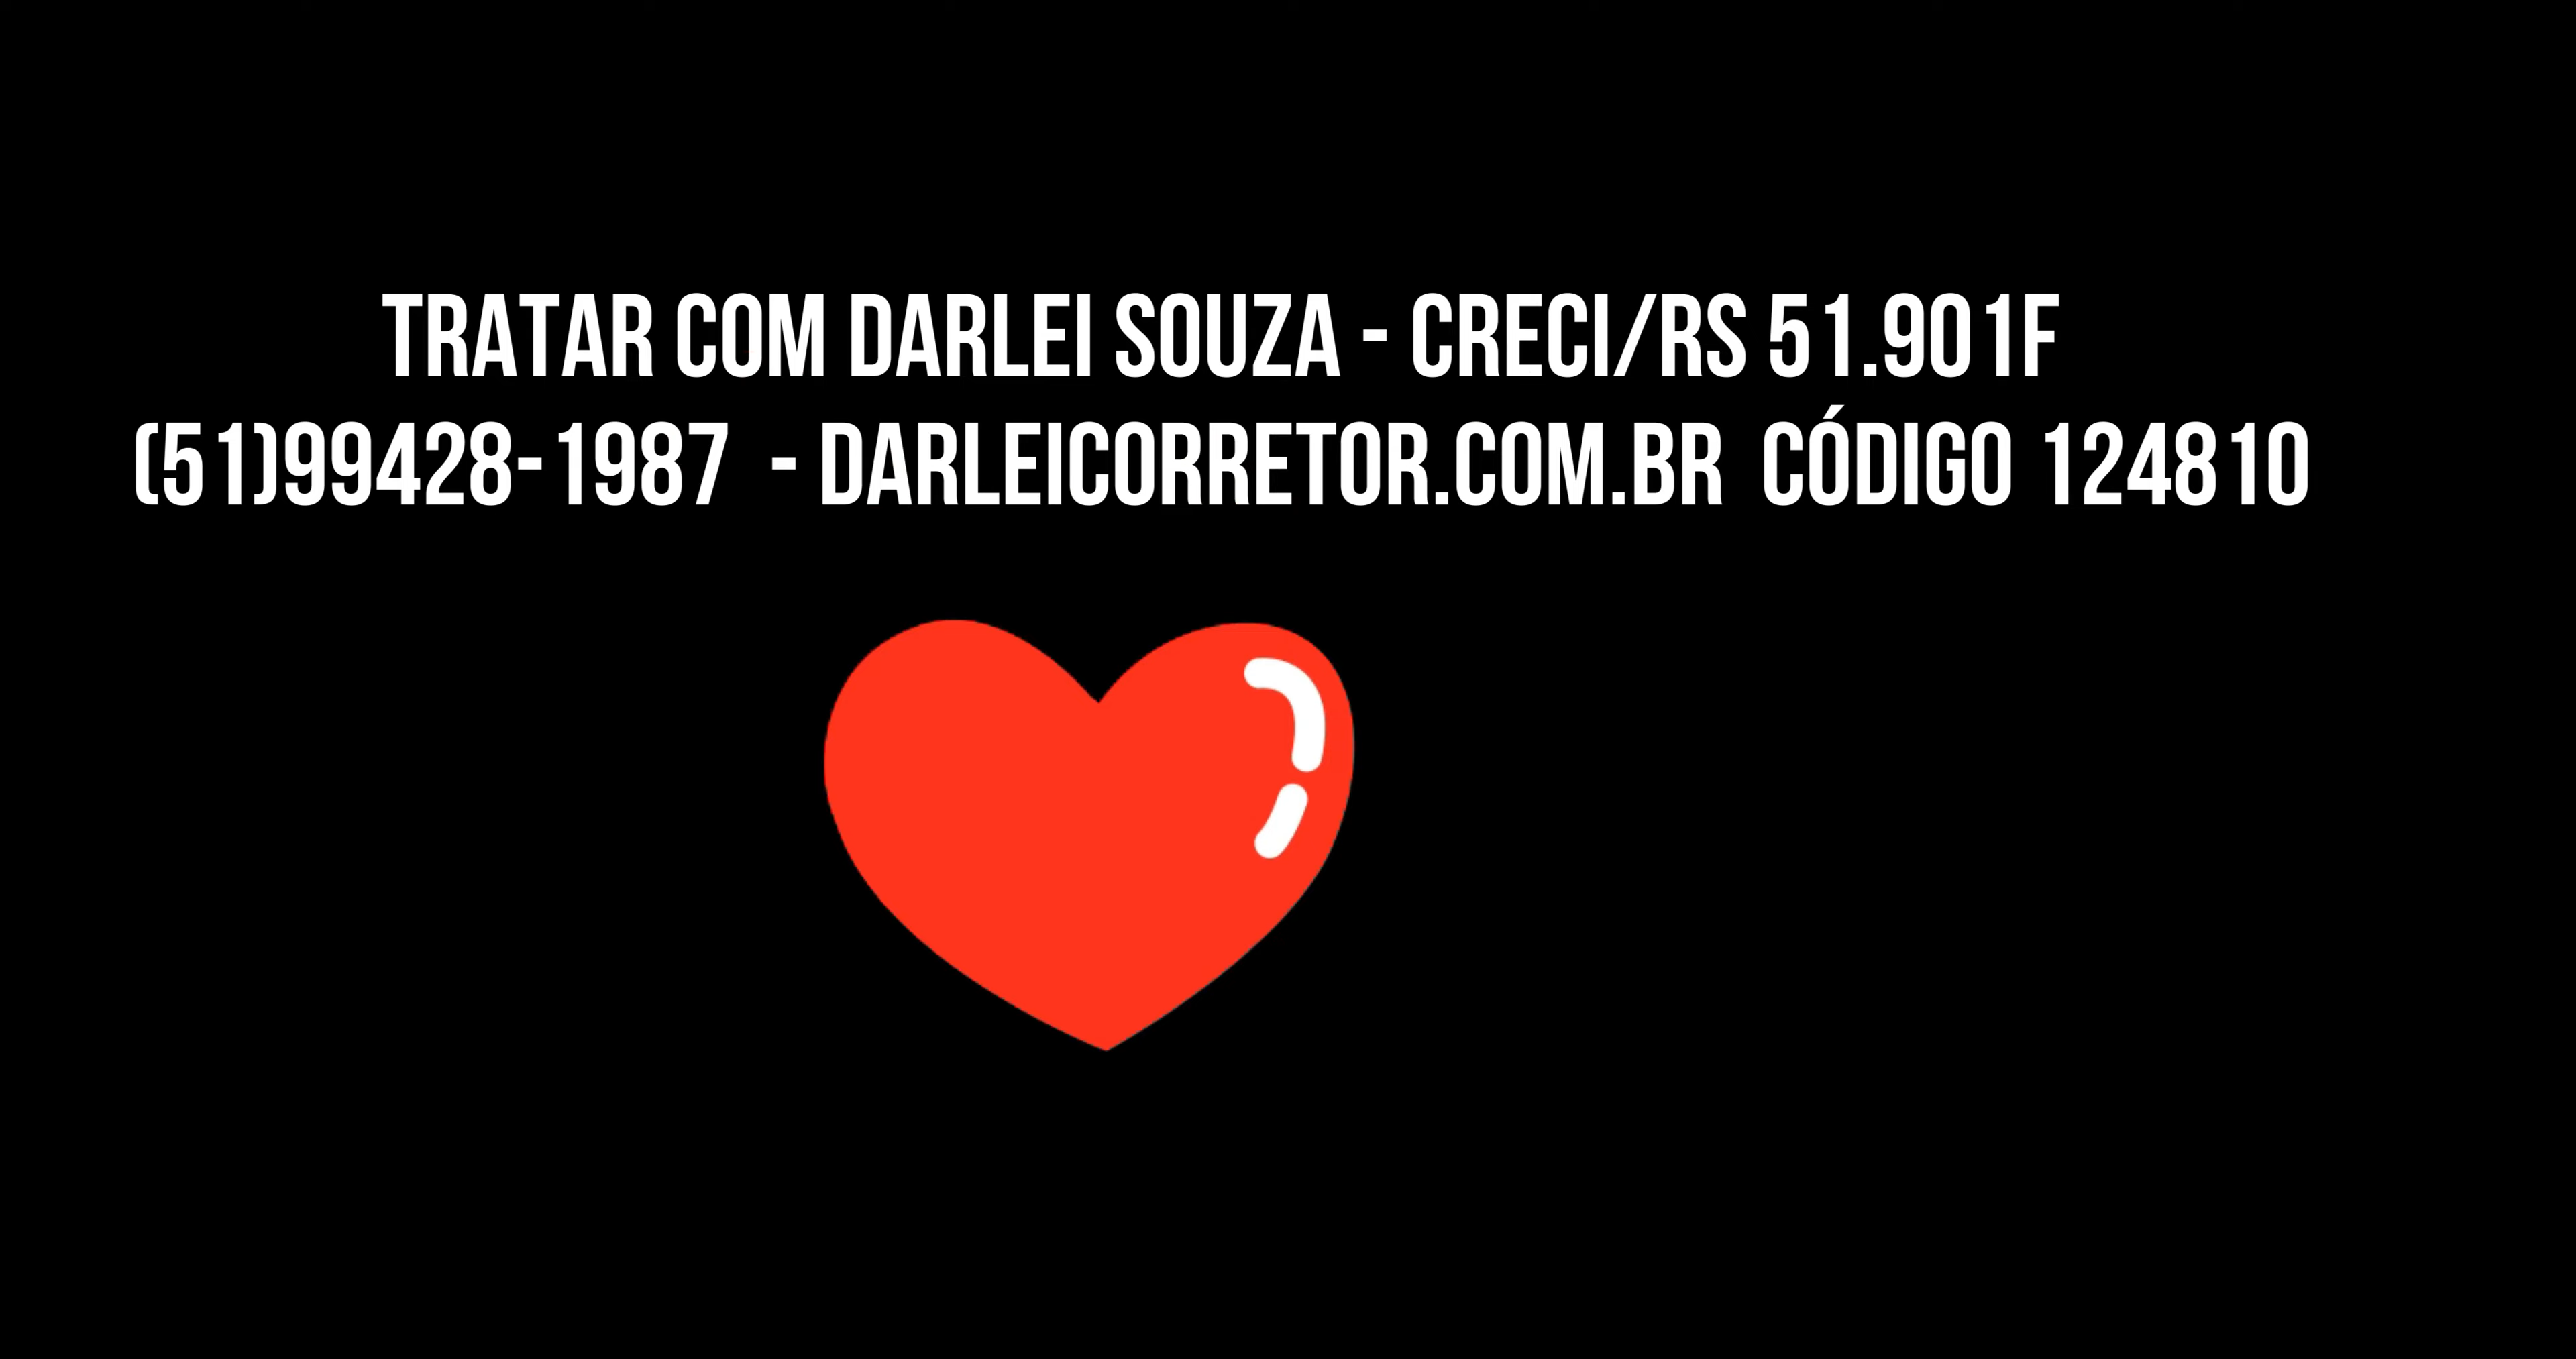 TRATAR COM DARLEI SOUZA - CRECI/RS 51.901F
(51)99428-1987 - DARLEICORRETOR.COM.BR CÓDIGO 124810